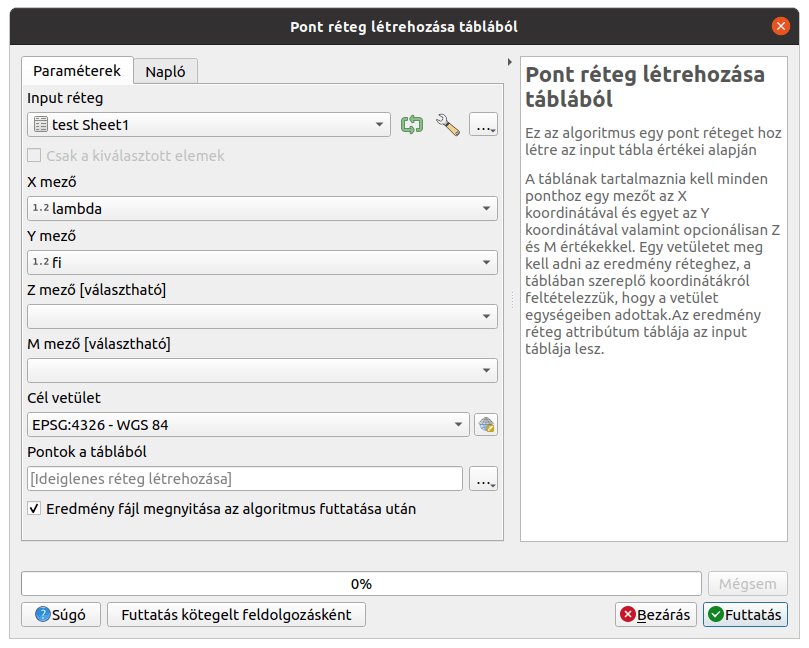 Pont réteg létrehozása táblából
Paraméterek Napló
Input réteg
test Sheet1 ...
Csak a kiválasztott elemek
X mező
1.2 lambda
Y mező
1.2 fi
Z mező [választható]
M mező [választható]
Cél vetület
EPSG:4326 - WGS 84
Pontok a táblából
[Ideiglenes réteg létrehozása] ...
Eredmény fájl megnyitása az algoritmus futtatása után
Pont réteg létrehozása
táblából
Ez az algoritmus egy pont réteget hoz
létre az input tábla értékei alapján
A táblának tartalmaznia kell minden
ponthoz egy mezőt az X
koordinátával és egyet az Y
koordinátával valamint opcionálisan Z
és M értékekkel. Egy vetületet meg
kell adni az eredmény réteghez, a
táblában szereplő koordinátákról
feltételezzük, hogy a vetület
egységeiben adottak.Az eredmény
réteg attribútum táblája az input
táblája lesz.
0% Mégsem
? Súgó Futtatás kötegelt feldolgozásként Bezárás Futtatás